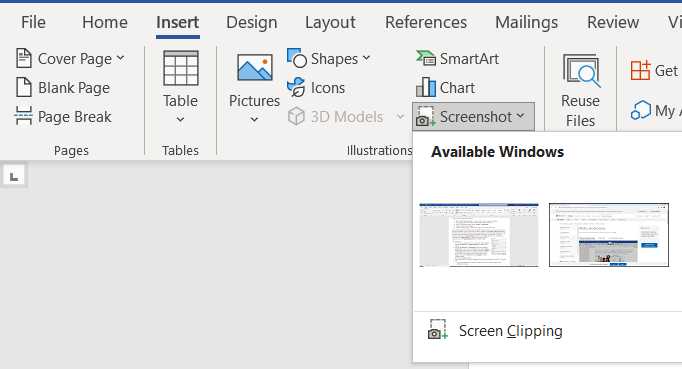 File Home Insert Design Layout References Mailings Review
Cover Page
Blank Page
Page Break
Pages
Table
Tables
Pictures
Shapes
Icons
3D Models
SmartArt
Chart
Screenshot
Illustrations
Reuse
Files
Get
My
Available Windows
Screen Clipping